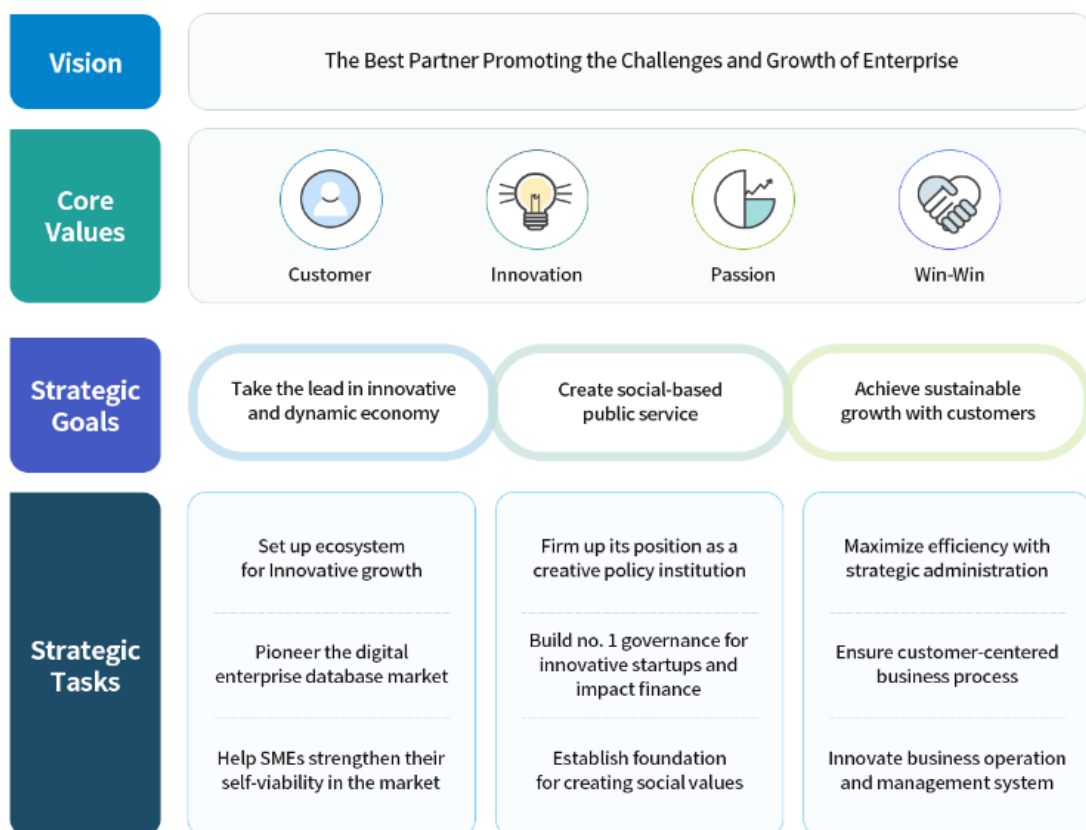 Vision
The Best Partner Promoting the Challenges and Growth of Enterprise
Core
Values
Customer
Innovation
Passion
Win-Win
Strategic
Goals
Take the lead in innovative
and dynamic economy
Create social-based
public service
Achieve sustainable
growth with customers
Strategic
Tasks
Set up ecosystem
for Innovative growth
Pioneer the digital
enterprise database market
Help SMEs strengthen their
self-viability in the market
Firm up its position as a
creative policy institution
Build no. 1 governance for
innovative startups and
impact finance
Establish foundation
for creating social values
Maximize efficiency with
strategic administration
Ensure customer-centered
business process
Innovate business operation
and management system